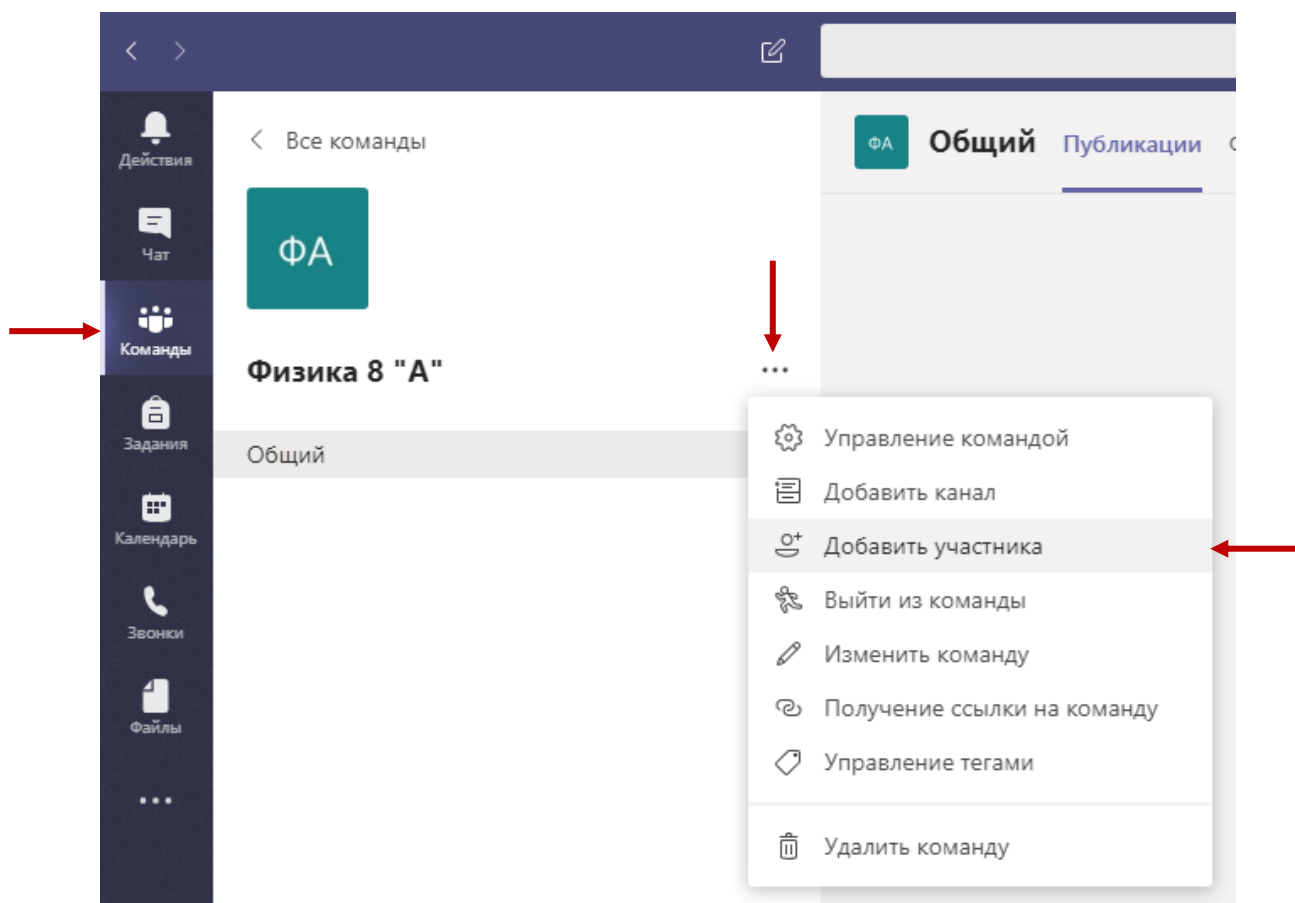 Действия
Чат
Команды
Задания
Календарь
Звонки
Файлы
Все команды
ФА
Физика 8 "А"
Общий
ФА Общий Публикации
Управление командой
Добавить канал
Добавить участника
Выйти из команды
Изменить команду
Получение ссылки на команду
Управление тегами
Удалить команду